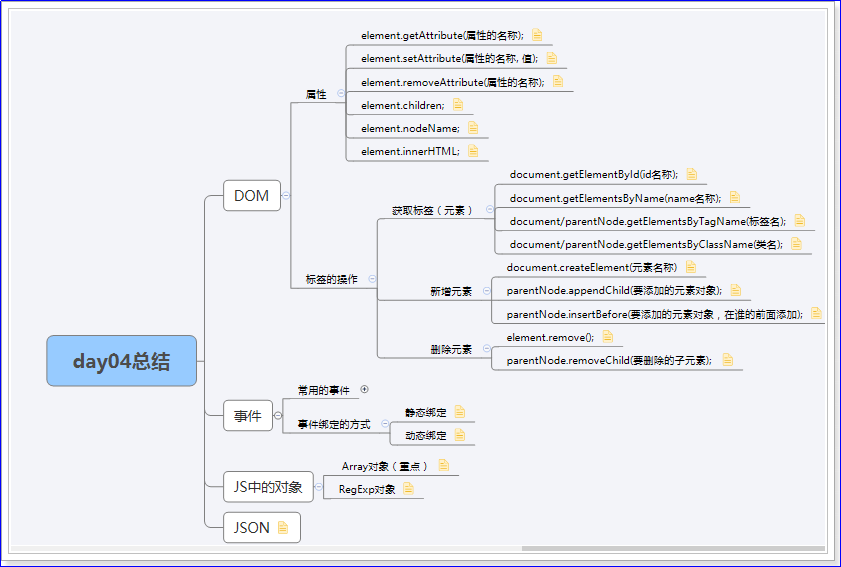 day04总结
DOM
属性
element.getAttribute(属性的名称);
element.setAttribute(属性的名称, 值);
element.removeAttribute(属性的名称);
element.children;
element.nodeName;
element.innerHTML;
标签的操作
获取标签（元素）
document.getElementById(id名称);
document.getElementsByName(name名称);
document/parentNode.getElementsByTagName(标签名);
document/parentNode.getElementsByClassName(类名);
新增元素
document.createElement(元素名称)
parentNode.appendChild(要添加的元素对象);
parentNode.insertBefore(要添加的元素对象，在谁的前面添加);
删除元素
element.remove();
parentNode.removeChild(要删除的子元素);
事件
常用的事件
事件绑定的方式
静态绑定
动态绑定
JS中的对象
Array对象（重点）
RegExp对象
JSON